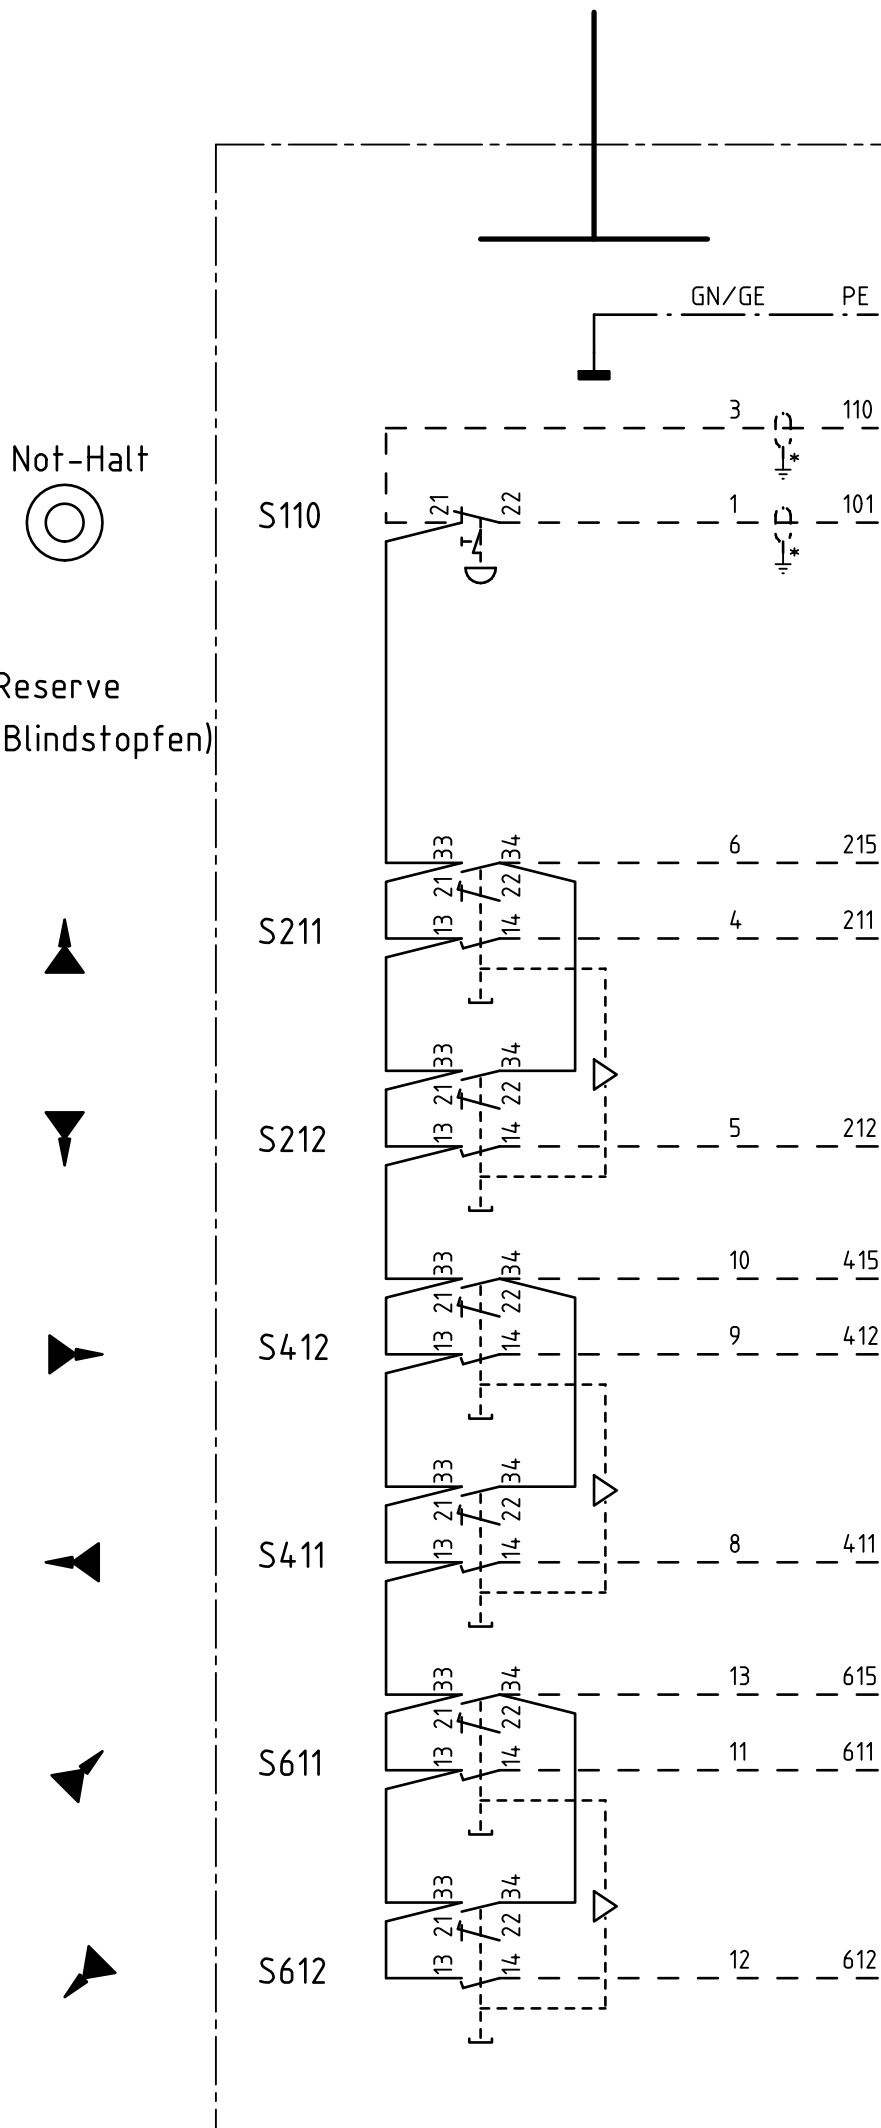 GN/GE PE
3 110
*
Not-Halt
S110 21 22 1 101
*
Reserve
(Blindstopfen)
33 34 6 215
21 22
S211 13 14 4 211
33 34
21 22
S212 13 14 5 212
33 34 10 415
21 22
S412 13 14 9 412
33 34
21 22
S411 13 14 8 411
33 34 13 615
21 22
S611 13 14 11 611
33 34
21 22
S612 13 14 12 612